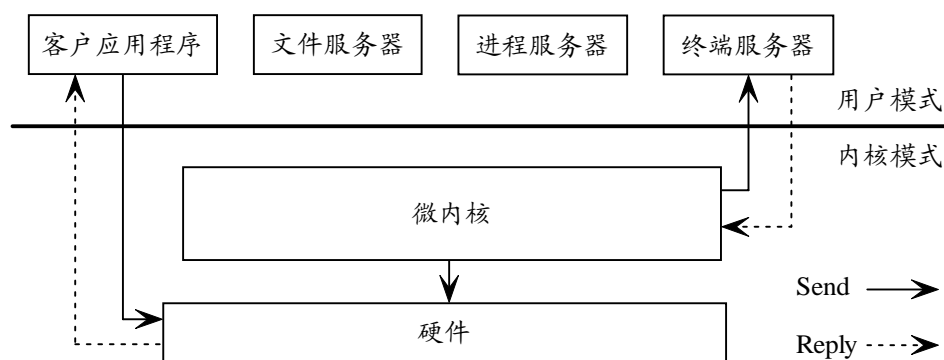 客户应用程序 文件服务器 进程服务器 终端服务器
用户模式
内核模式
微内核
Send
硬件
Reply